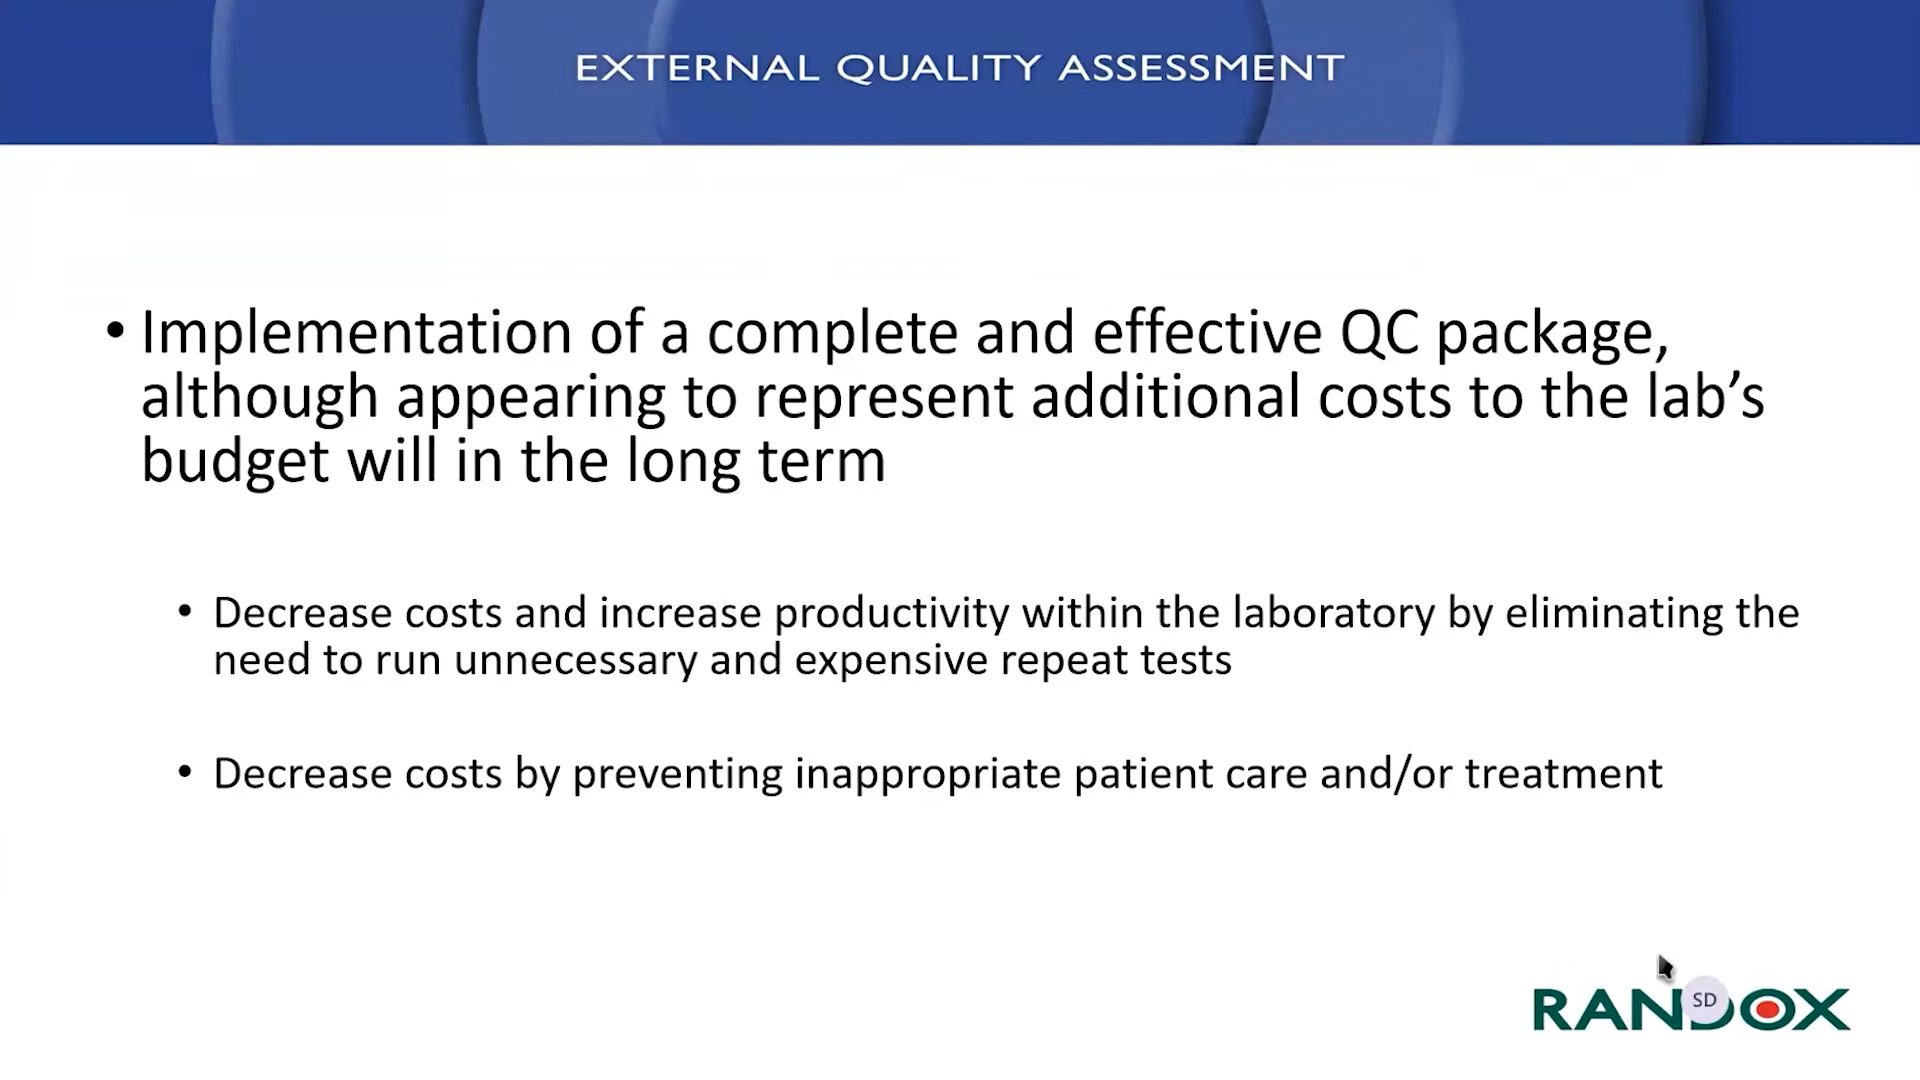 EXTERNAL QUALITY ASSESSMENT
• Implementation of a complete and effective QC package,
although appearing to represent additional costs to the lab’s
budget will in the long term
• Decrease costs and increase productivity within the laboratory by eliminating the
need to run unnecessary and expensive repeat tests
• Decrease costs by preventing inappropriate patient care and/or treatment
RANDOX
SD